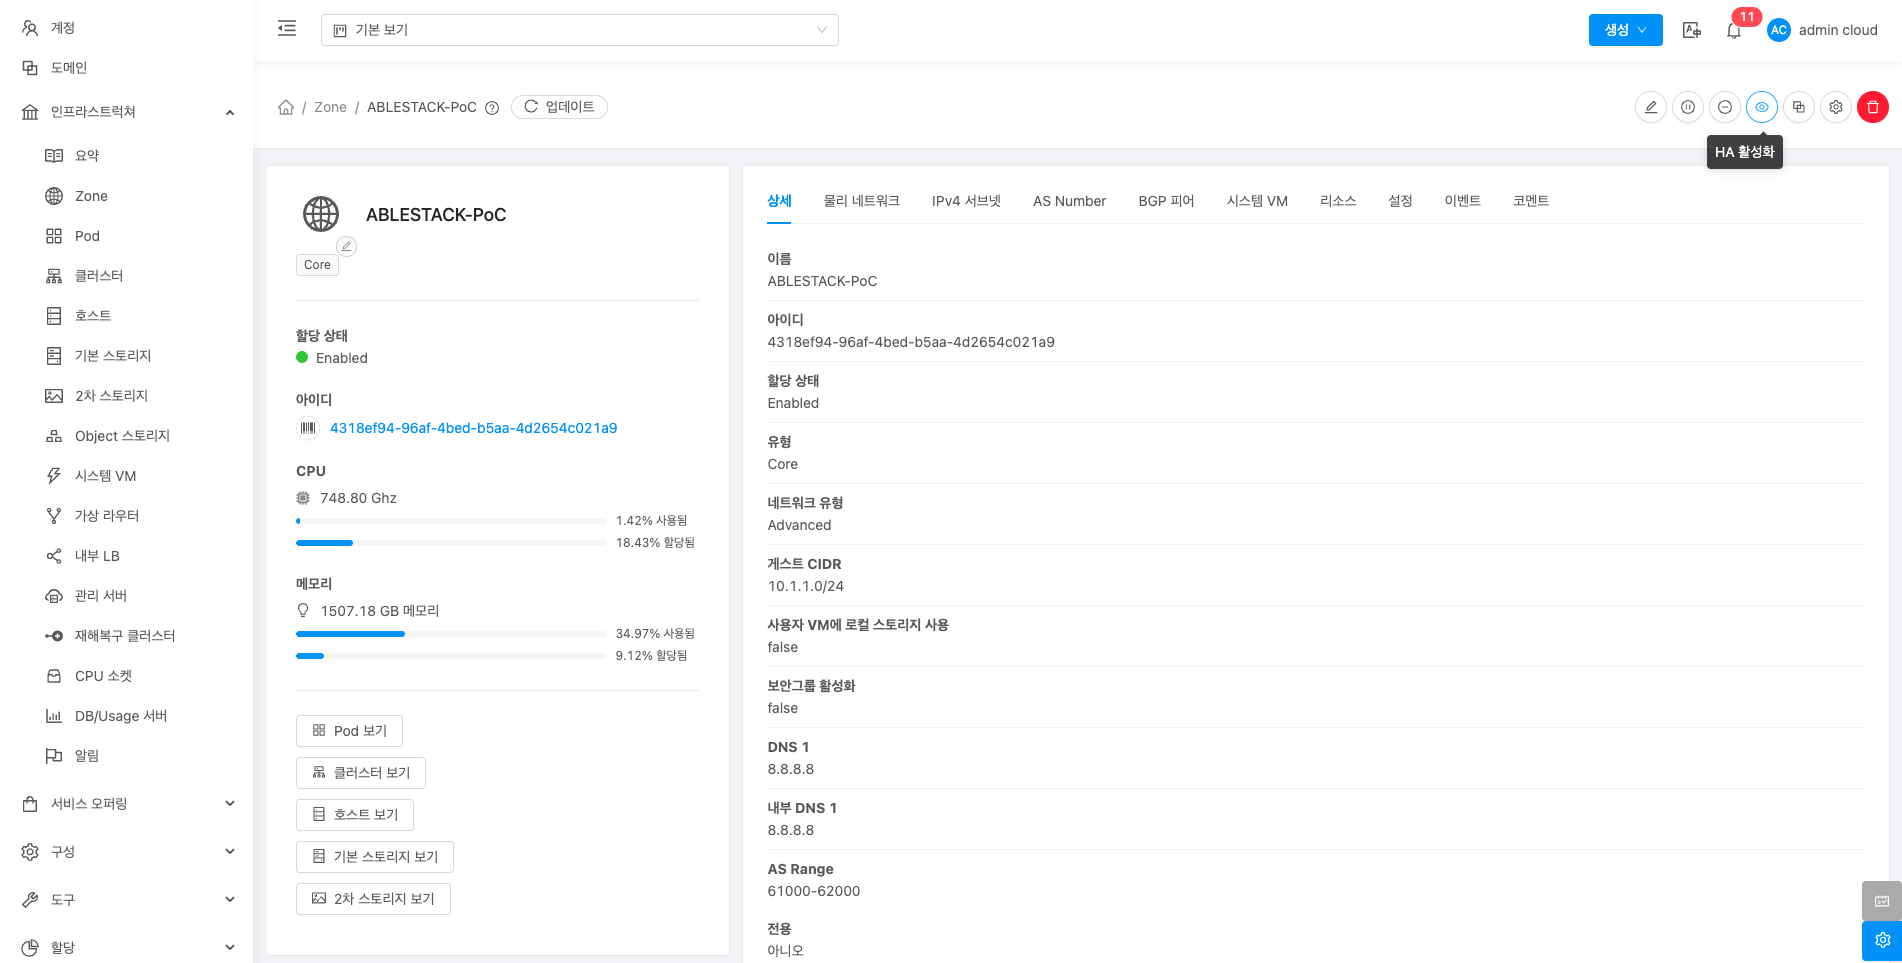 계정
도메인
인프라스트럭쳐
요약
Zone
Pod
클러스터
호스트
기본 스토리지
2차 스토리지
Object 스토리지
시스템 VM
가상 라우터
내부 LB
관리 서버
재해복구 클러스터
CPU 소켓
DB/Usage 서버
알림
서비스 오퍼링
구성
도구
할당
기본 보기
생성
11
AC
admin cloud
/ Zone / ABLESTACK-PoC
업데이트
HA 활성화
ABLESTACK-PoC
Core
할당 상태
Enabled
아이디
4318ef94-96af-4bed-b5aa-4d2654c021a9
CPU
748.80 Ghz
1.42% 사용됨
18.43% 할당됨
메모리
1507.18 GB 메모리
34.97% 사용됨
9.12% 할당됨
Pod 보기
클러스터 보기
호스트 보기
기본 스토리지 보기
2차 스토리지 보기
상세 물리 네트워크 IPv4 서브넷 AS Number BGP 피어 시스템 VM 리소스 설정 이벤트 코멘트
이름
ABLESTACK-PoC
아이디
4318ef94-96af-4bed-b5aa-4d2654c021a9
할당 상태
Enabled
유형
Core
네트워크 유형
Advanced
게스트 CIDR
10.1.1.0/24
사용자 VM에 로컬 스토리지 사용
false
보안그룹 활성화
false
DNS 1
8.8.8.8
내부 DNS 1
8.8.8.8
AS Range
61000-62000
전용
아니오